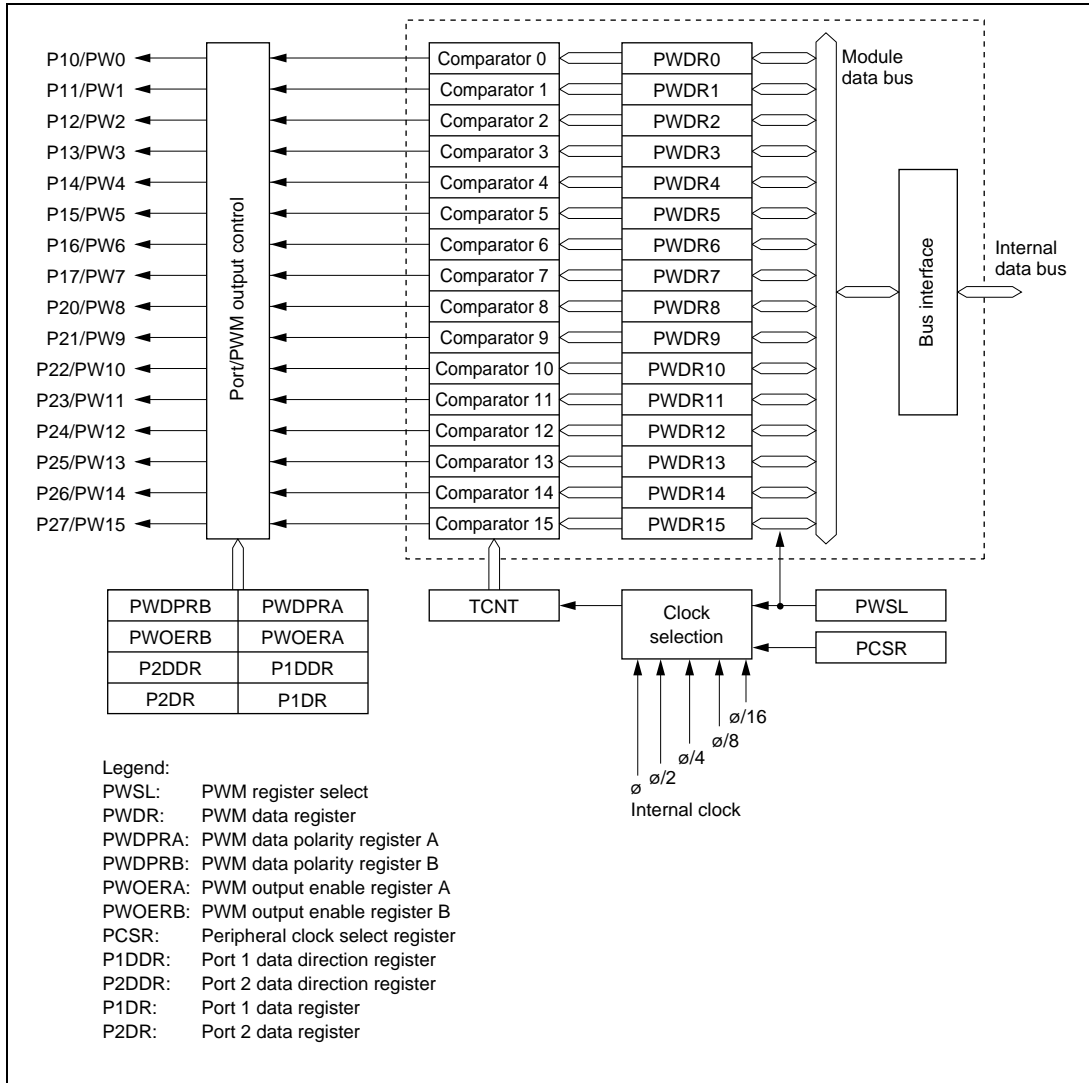 P10/PW0
P11/PW1
P12/PW2
P13/PW3
P14/PW4
P15/PW5
P16/PW6
P17/PW7
P20/PW8
P21/PW9
P22/PW10
P23/PW11
P24/PW12
P25/PW13
P26/PW14
P27/PW15
Port/PWM output control
Comparator 0 PWDR0
Comparator 1 PWDR1
Comparator 2 PWDR2
Comparator 3 PWDR3
Comparator 4 PWDR4
Comparator 5 PWDR5
Comparator 6 PWDR6
Comparator 7 PWDR7
Comparator 8 PWDR8
Comparator 9 PWDR9
Comparator 10 PWDR10
Comparator 11 PWDR11
Comparator 12 PWDR12
Comparator 13 PWDR13
Comparator 14 PWDR14
Comparator 15 PWDR15
Module
data bus
Bus interface
Internal
data bus
PWDPRB PWDPRA
PWOERB PWOERA
P2DDR P1DDR
P2DR P1DR
TCNT
Clock
selection
PWSL
PCSR
ø
ø/2
ø/4
ø/8
ø/16
Internal clock
Legend:
PWSL: PWM register select
PWDR: PWM data register
PWDPRA: PWM data polarity register A
PWDPRB: PWM data polarity register B
PWOERA: PWM output enable register A
PWOERB: PWM output enable register B
PCSR: Peripheral clock select register
P1DDR: Port 1 data direction register
P2DDR: Port 2 data direction register
P1DR: Port 1 data register
P2DR: Port 2 data register